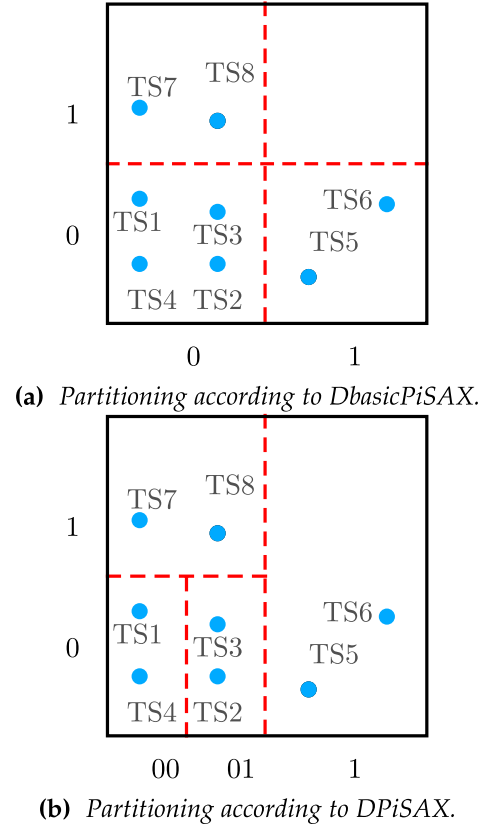 TS7
TS8
1
TS6
0
TS1
TS3
TS5
TS4
TS2
0
1
(a) Partitioning according to DbasicPiSAX.
TS7
TS8
1
TS6
0
TS1
TS3
TS5
TS4
TS2
00
01
1
(b) Partitioning according to DPiSAX.